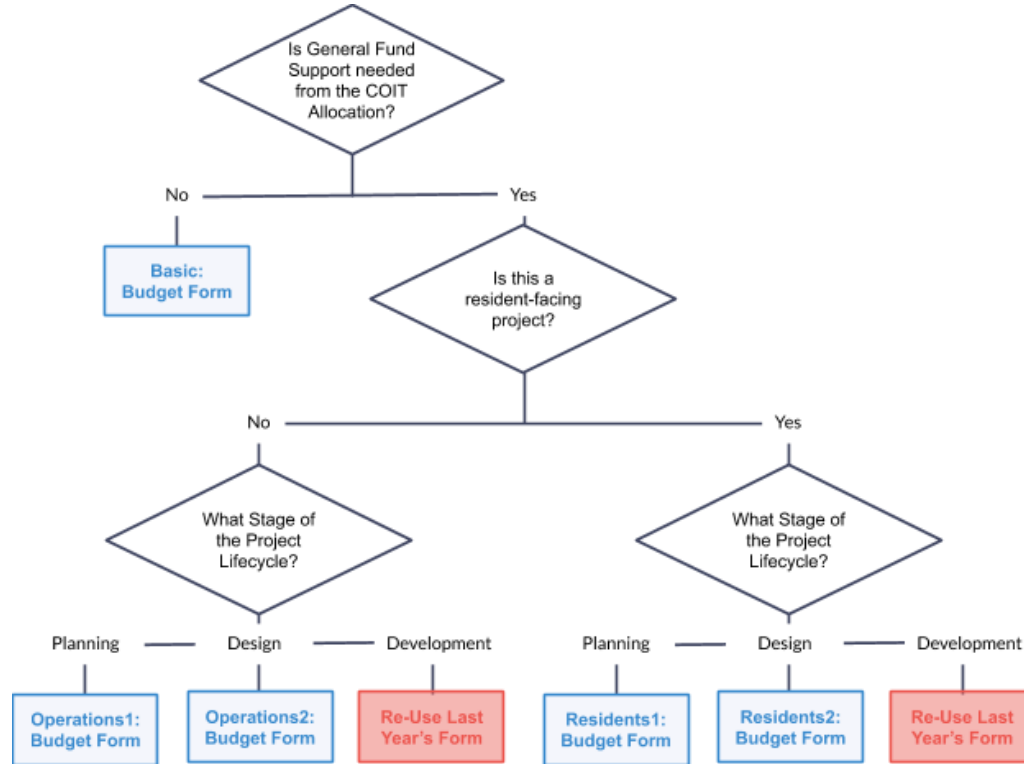 Is General Fund
Support needed
from the COIT
Allocation?
No
Yes
Basic:
Budget Form
Is this a
resident-facing
project?
No
Yes
What Stage of
the Project
Lifecycle?
What Stage of
the Project
Lifecycle?
Planning
Design
Development
Planning
Design
Development
Operations1:
Budget Form
Operations2:
Budget Form
Re-Use Last
Year's Form
Residents1:
Budget Form
Residents2:
Budget Form
Re-Use Last
Year's Form